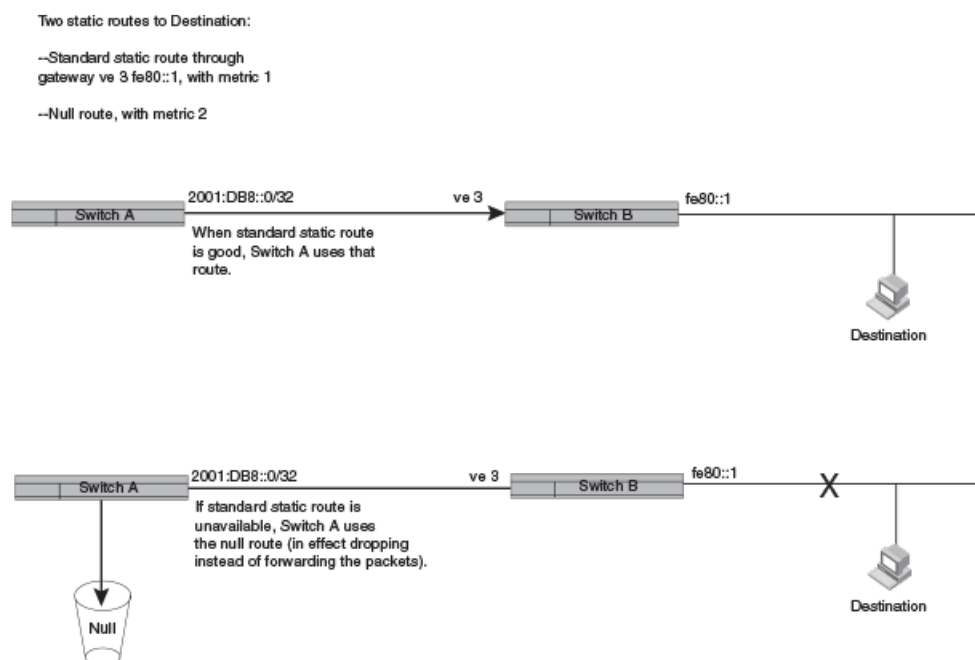 Two static routes to Destination:
--Standard static route through
gateway ve 3 fe80::1, with metric 1
--Null route, with metric 2
2001:DB8::0/32
ve 3
fe80::1
Switch A
Switch B
When standard static route
is good, Switch A uses that
route.
Destination
2001:DB8::0/32
ve 3
fe80::1
X
Switch A
Switch B
If standard static route is
unavailable, Switch A uses
the null route (in effect dropping
instead of forwarding the packets).
Destination
Null